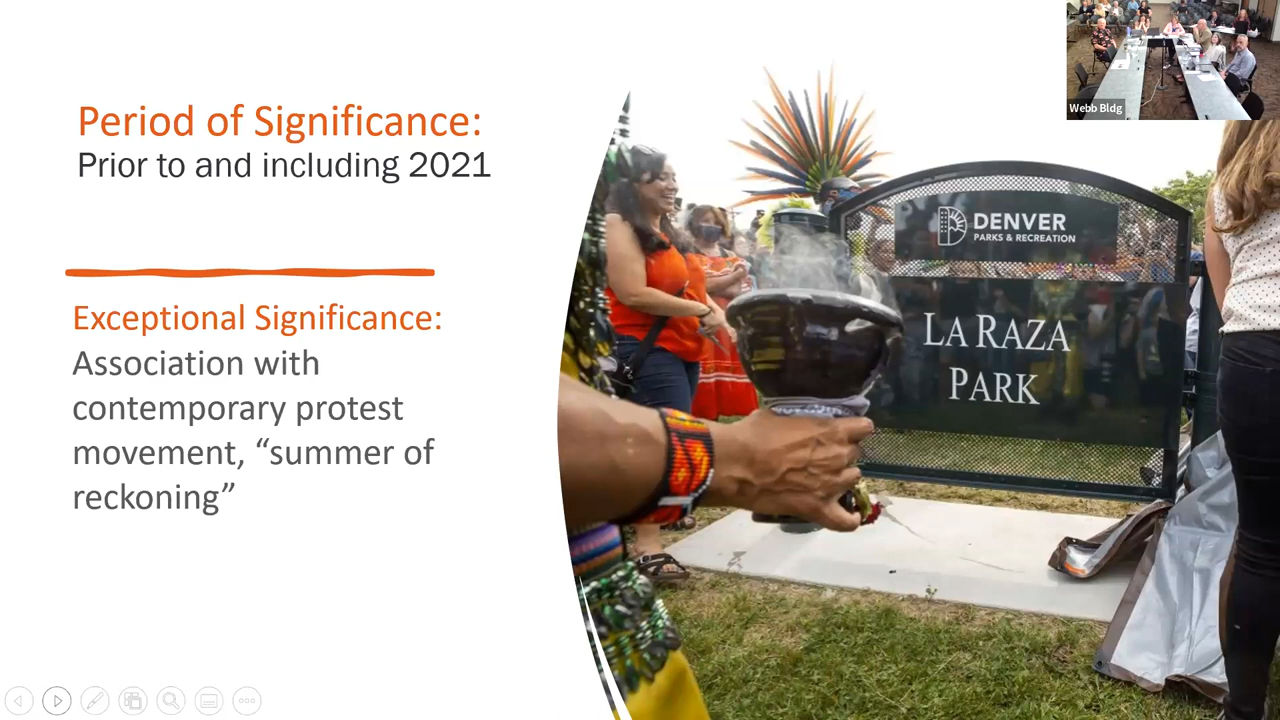 Period of Significance:
Prior to and including 2021
Exceptional Significance:
Association with
contemporary protest
movement, “summer of
reckoning”
DENVER
PARKS & RECREATION
LA RAZA
PARK
Webb Bldg